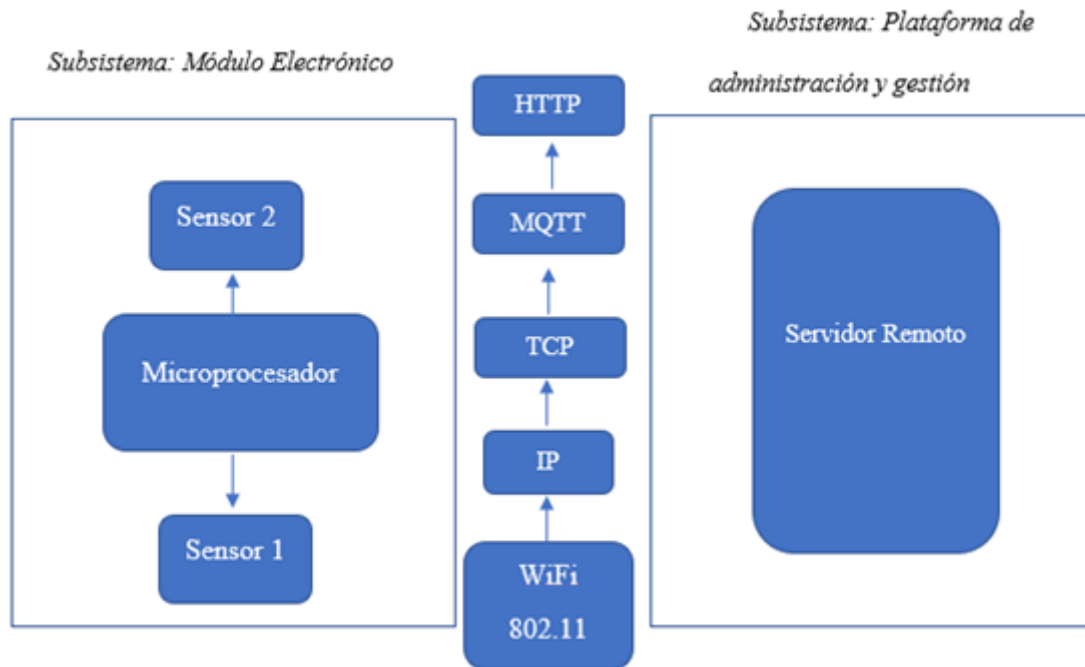 Subsistema: Módulo Electrónico
Sensor 2
Microprocesador
Sensor 1
HTTP
MQTT
TCP
IP
WiFi
802.11
Subsistema: Plataforma de
administración y gestión
Servidor Remoto